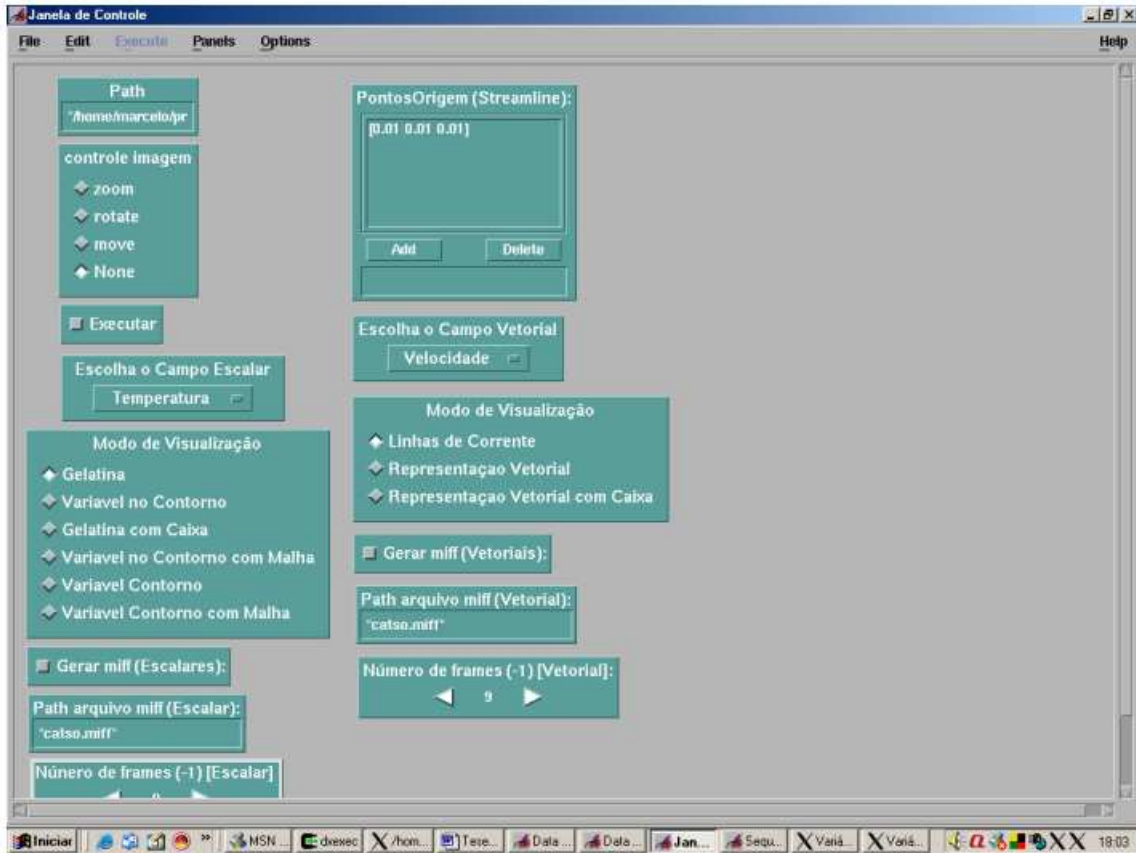 Janela de Controle
File Edit Execute Panels Options Help
Path
"/home/marcelo/pr
controle imagem
zoom
rotate
move
None
Executar
Escolha o Campo Escalar
Temperatura
Modo de Visualização
Gelatina
Variavel no Contorno
Gelatina com Caixa
Variavel no Contorno com Malha
Variavel Contorno
Variavel Contorno com Malha
Gerar miff (Escalares):
Path arquivo miff (Escalar):
"catso.miff"
Núnero de frames (-1) [Escalar]
PontosOrigem (Streamline):
[0.01 0.01 0.01]
Add Delete
Escolha o Campo Vetorial
Velocidade
Modo de Visualização
Linhas de Corrente
Representaçao Vetorial
Representaçao Vetorial com Caixa
Gerar miff (Vetoriais):
Path arquivo miff (Vetorial):
"catso.miff"
Número de frames (-1) [Vetorial]:
9
Iniciar » MSN ... dxexec /hom... Tese... Data ... Data ... Jan... Sequ... Variá... Variá... 18:03